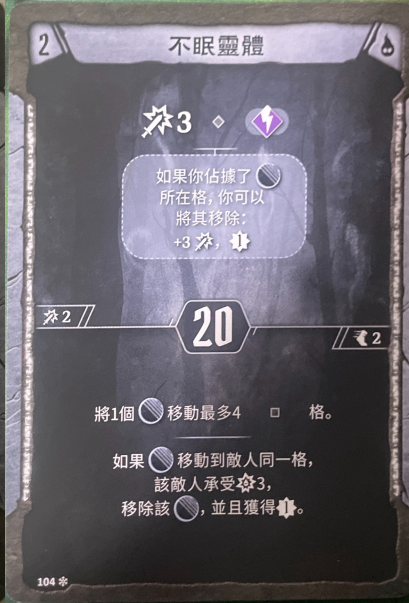 2 不眠靈體
3
如果你佔據了
所在格, 你可以
將其移除:
+3 , 1
2
20
2
將1個 移動最多4 格。
如果 移動到敵人同一格,
該敵人承受 3,
移除該 , 並且獲得 1 。
104